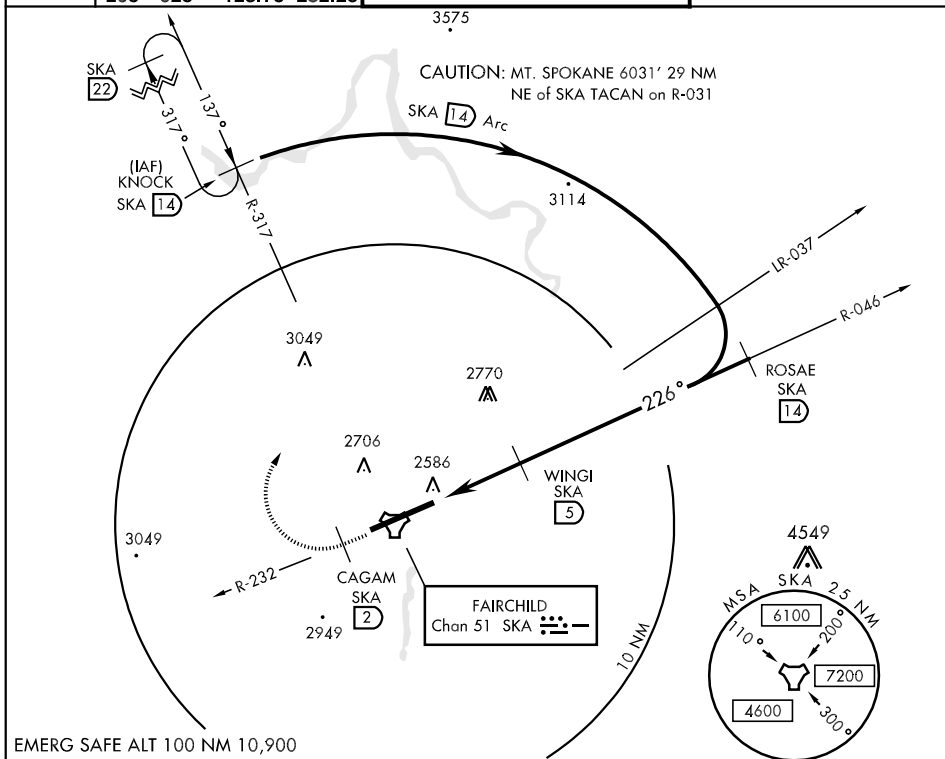 3575
CAUTION: MT. SPOKANE 6031' 29 NM
NE of SKA TACAN on R-031
SKA 14 Arc
SKA
22
137°
317°
(IAF)
KNOCK
SKA 14
R-317
3114
LR-037
R-046
3049
2770
ROSAE
SKA
14
226°
2706
2586
WINGI
SKA
5
3049
R-232
CAGAM
SKA
2
2949
FAIRCHILD
Chan 51 SKA
10 NM
4549
MSA SKA 25 NM
6100
110°
200°
7200
4600
300°
EMERG SAFE ALT 100 NM 10,900